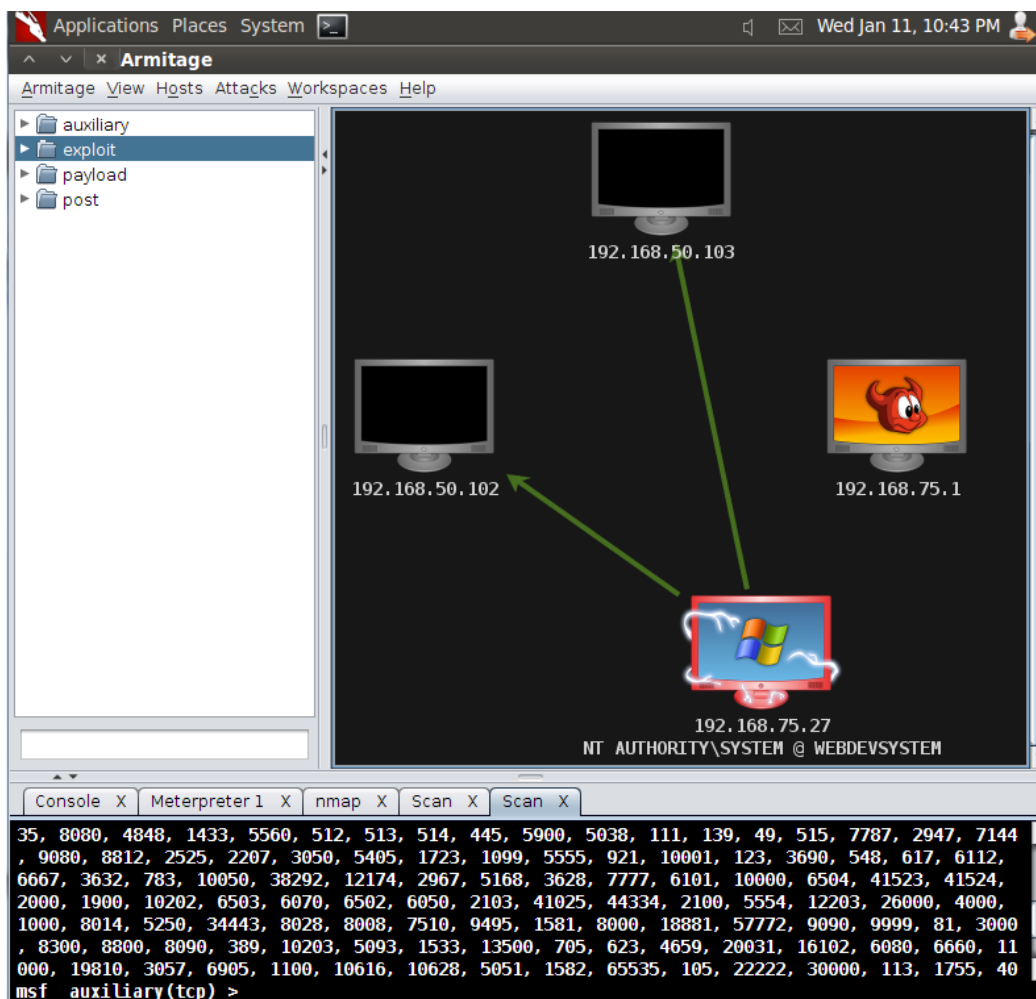 Applications Places System
Wed Jan 11, 10:43 PM
Armitage
Armitage View Hosts Attacks Workspaces Help
auxiliary
exploit
payload
post
192.168.50.103
192.168.50.102
192.168.75.1
192.168.75.27
NT AUTHORITY\SYSTEM @ WEBDEVSYSTEM
Console X Meterpreter 1 X nmap X Scan X Scan X
35, 8080, 4848, 1433, 5560, 512, 513, 514, 445, 5900, 5038, 111, 139, 49, 515, 7787, 2947, 7144
, 9080, 8812, 2525, 2207, 3050, 5405, 1723, 1099, 5555, 921, 10001, 123, 3690, 548, 617, 6112,
6667, 3632, 783, 10050, 38292, 12174, 2967, 5168, 3628, 7777, 6101, 10000, 6504, 41523, 41524,
2000, 1900, 10202, 6503, 6070, 6502, 6050, 2103, 41025, 44334, 2100, 5554, 12203, 26000, 4000,
1000, 8014, 5250, 34443, 8028, 8008, 7510, 9495, 1581, 8000, 18881, 57772, 9090, 9999, 81, 3000
, 8300, 8800, 8090, 389, 10203, 5093, 1533, 13500, 705, 623, 4659, 20031, 16102, 6080, 6660, 11
000, 19810, 3057, 6905, 1100, 10616, 10628, 5051, 1582, 65535, 105, 22222, 30000, 113, 1755, 40
msf auxiliary(tcp) >